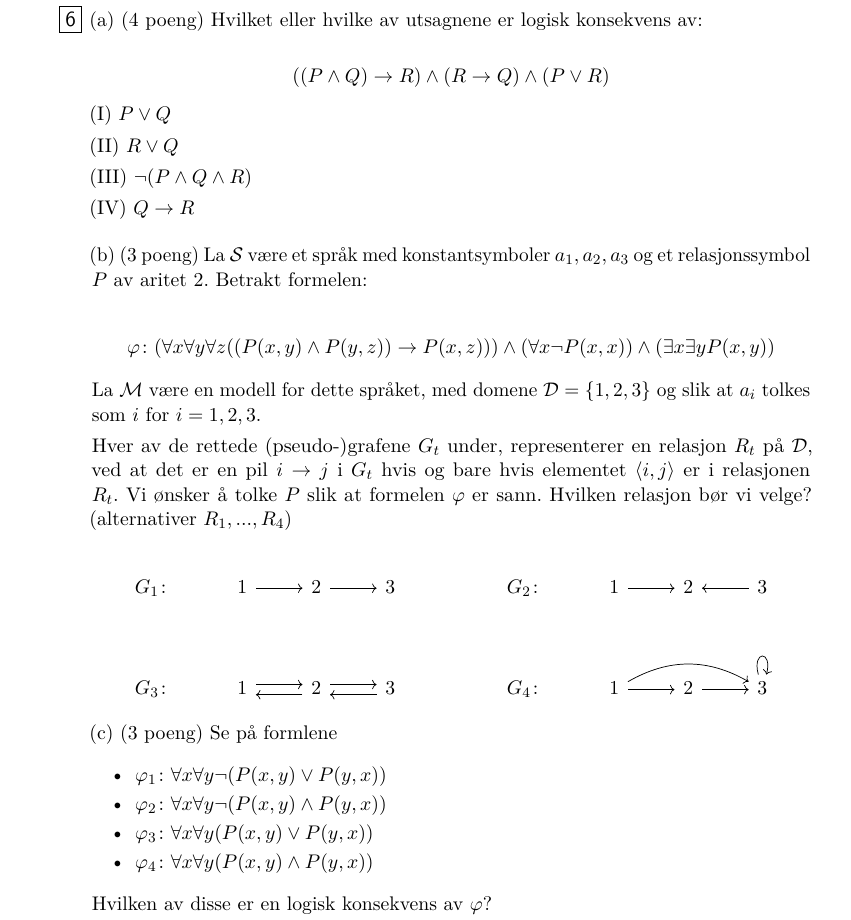 6 (a) (4 poeng) Hvilket eller hvilke av utsagnene er logisk konsekvens av:
((P ∧ Q) → R) ∧ (R → Q) ∧ (P ∨ R)
(I) P ∨ Q
(II) R ∨ Q
(III) ¬(P ∧ Q ∧ R)
(IV) Q → R
(b) (3 poeng) La 𝒮 være et språk med konstantsymboler a₁, a₂, a₃ og et relasjonssymbol
P av aritet 2. Betrakt formelen:
φ: (∀x∀y∀z((P(x, y) ∧ P(y, z)) → P(x, z))) ∧ (∀x¬P(x, x)) ∧ (∃x∃yP(x, y))
La ℳ være en modell for dette språket, med domene 𝒟 = {1, 2, 3} og slik at aᵢ tolkes
som i for i = 1, 2, 3.
Hver av de rettede (pseudo-)grafene Gₜ under, representerer en relasjon Rₜ på 𝒟,
ved at det er en pil i → j i Gₜ hvis og bare hvis elementet ⟨i, j⟩ er i relasjonen
Rₜ. Vi ønsker å tolke P slik at formelen φ er sann. Hvilken relasjon bør vi velge?
(alternativer R₁, ..., R₄)
G₁: 1 2 3 G₂: 1 2 3
G₃: 1 2 3 G₄: 1 2 3
(c) (3 poeng) Se på formlene
• φ₁: ∀x∀y¬(P(x, y) ∨ P(y, x))
• φ₂: ∀x∀y¬(P(x, y) ∧ P(y, x))
• φ₃: ∀x∀y(P(x, y) ∨ P(y, x))
• φ₄: ∀x∀y(P(x, y) ∧ P(y, x))
Hvilken av disse er en logisk konsekvens av φ?